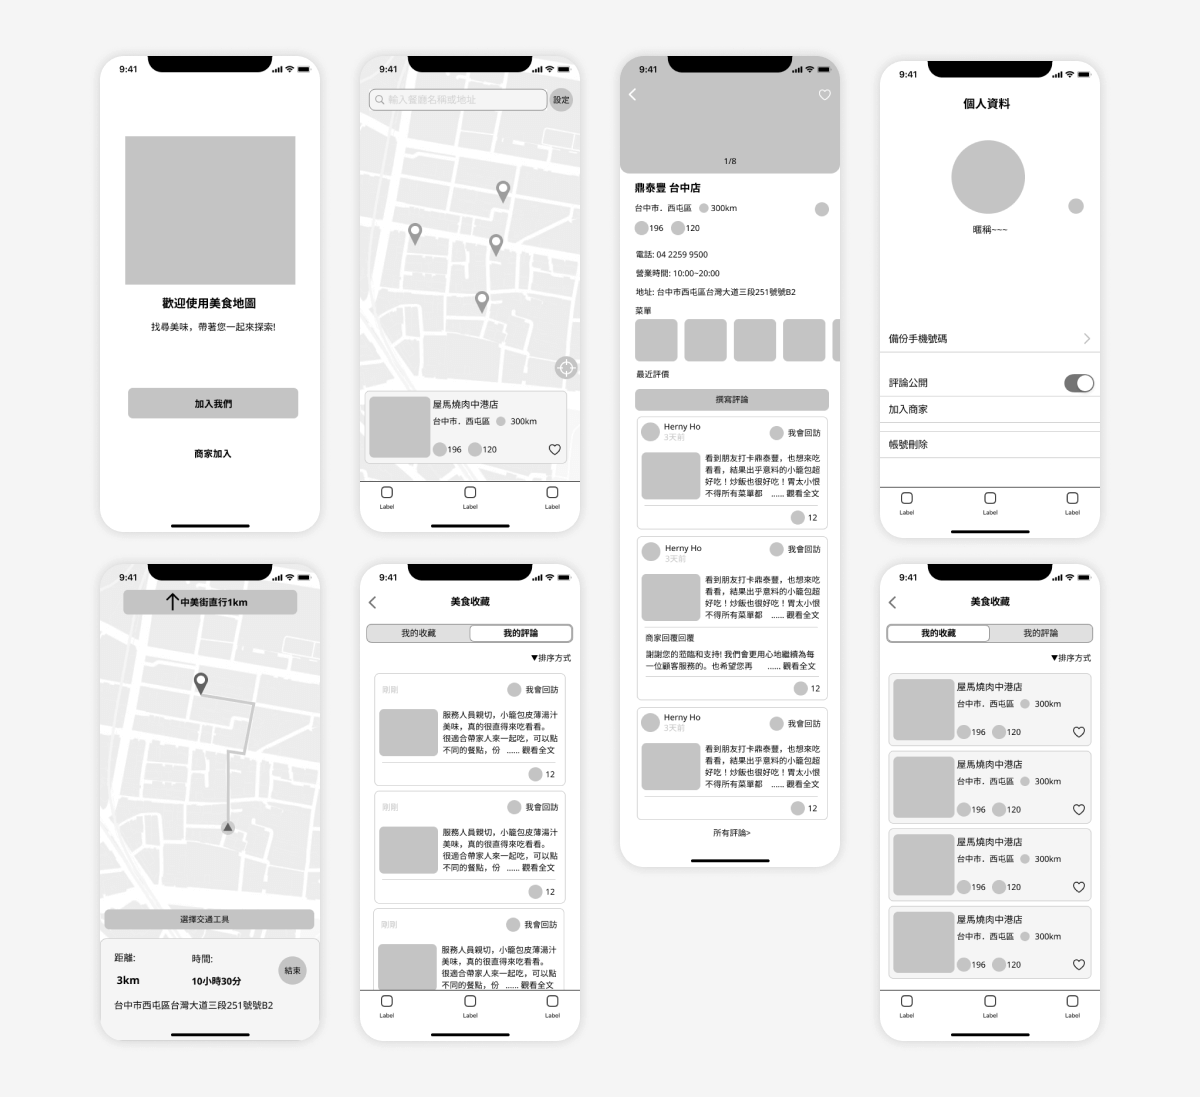 9:41
歡迎使用美食地圖
找尋美味，帶著您一起來探索!
加入我們
商家加入
9:41
輸入餐廳名稱或地址
設定
屋馬燒肉中港店
台中市．西屯區 300km
196 120
Label Label Label
9:41
1/8
鼎泰豐 台中店
台中市．西屯區 300km
196 120
電話: 04 2259 9500
營業時間: 10:00~20:00
地址: 台中市西屯區台灣大道三段251號號B2
菜單
最近評價
撰寫評論
Herny Ho
3天前
我會回訪
看到朋友打卡鼎泰豐，也想來吃
看看，結果出乎意料的小籠包超
好吃！炒飯也很好吃！胃太小恨
不得所有菜單都 ...... 觀看全文
12
Herny Ho
3天前
我會回訪
看到朋友打卡鼎泰豐，也想來吃
看看，結果出乎意料的小籠包超
好吃！炒飯也很好吃！胃太小恨
不得所有菜單都 ...... 觀看全文
商家回覆回覆
謝謝您的蒞臨和支持! 我們會更用心地繼續為每
一位顧客服務的。也希望您再 ...... 觀看全文
12
Herny Ho
3天前
我會回訪
看到朋友打卡鼎泰豐，也想來吃
看看，結果出乎意料的小籠包超
好吃！炒飯也很好吃！胃太小恨
不得所有菜單都 ...... 觀看全文
12
所有評論>
9:41
個人資料
暱稱~~~
備份手機號碼
評論公開
加入商家
帳號刪除
Label Label Label
9:41
中美街直行1km
選擇交通工具
距離: 時間:
3km 10小時30分
結束
台中市西屯區台灣大道三段251號號B2
9:41
美食收藏
我的收藏 我的評論
▼排序方式
剛剛 我會回訪
服務人員親切，小籠包皮薄湯汁
美味，真的很直得來吃看看。
很適合帶家人來一起吃，可以點
不同的餐點，份 ...... 觀看全文
12
剛剛 我會回訪
服務人員親切，小籠包皮薄湯汁
美味，真的很直得來吃看看。
很適合帶家人來一起吃，可以點
不同的餐點，份 ...... 觀看全文
12
剛剛 我會回訪
服務人員親切，小籠包皮薄湯汁
美味，真的很直得來吃看看。
很適合帶家人來一起吃，可以點
不同的餐點，份 ...... 觀看全文
Label Label Label
9:41
美食收藏
我的收藏 我的評論
▼排序方式
屋馬燒肉中港店
台中市．西屯區 300km
196 120
屋馬燒肉中港店
台中市．西屯區 300km
196 120
屋馬燒肉中港店
台中市．西屯區 300km
196 120
屋馬燒肉中港店
台中市．西屯區 300km
196 120
Label Label Label